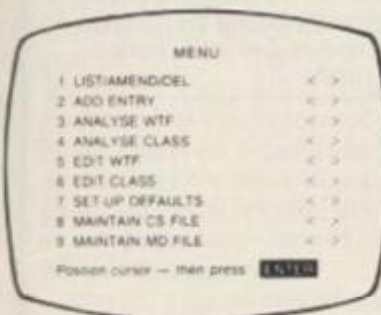 MENU
1 LIST/AMEND/DEL < >
2 ADD ENTRY < >
3 ANALYSE WTF < >
4 ANALYSE CLASS < >
5 EDIT WTF < >
6 EDIT CLASS < >
7 SET-UP DEFAULTS < >
8 MAINTAIN CS FILE < >
9 MAINTAIN MD FILE < >
Position cursor — then press ENTER